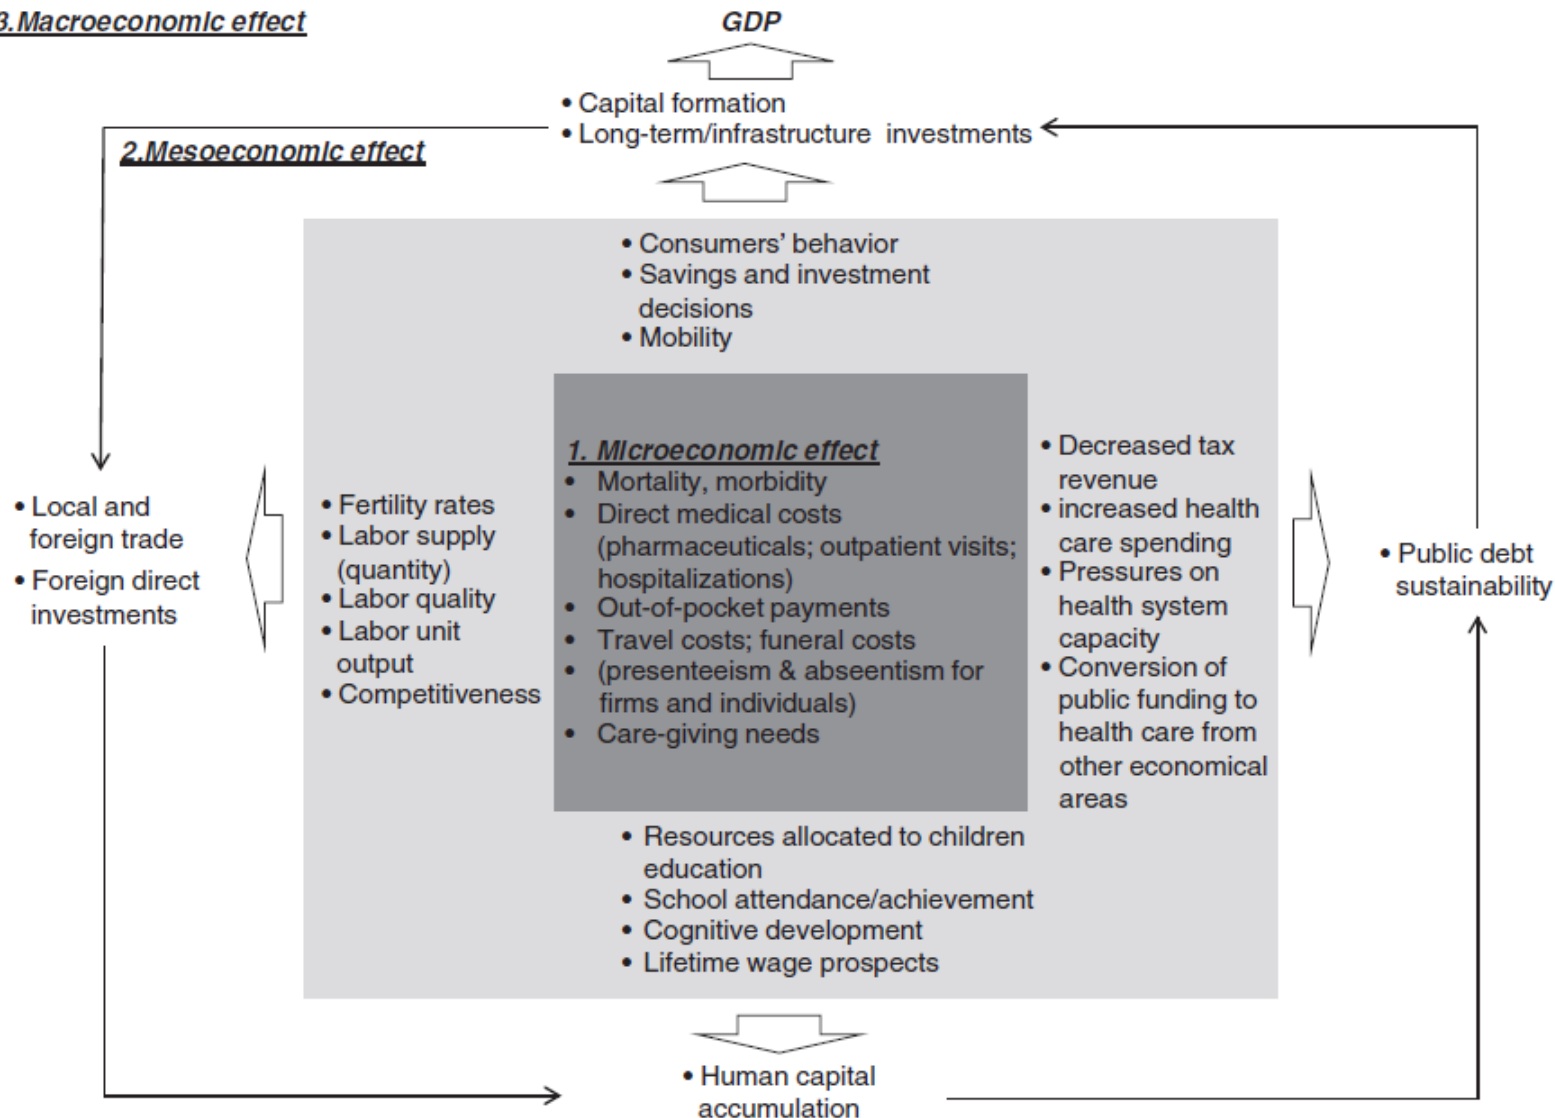 3.Macroeconomic effect
GDP
• Capital formation
• Long-term/infrastructure investments
2.Mesoeconomic effect
• Consumers' behavior
• Savings and investment
decisions
• Mobility
1. Microeconomic effect
• Mortality, morbidity
• Direct medical costs
(pharmaceuticals; outpatient visits;
hospitalizations)
• Out-of-pocket payments
• Travel costs; funeral costs
• (presenteeism & abseentism for
firms and individuals)
• Care-giving needs
• Local and
foreign trade
• Foreign direct
investments
• Fertility rates
• Labor supply
(quantity)
• Labor quality
• Labor unit
output
• Competitiveness
• Decreased tax
revenue
• increased health
care spending
• Pressures on
health system
capacity
• Conversion of
public funding to
health care from
other economical
areas
• Public debt
sustainability
• Resources allocated to children
education
• School attendance/achievement
• Cognitive development
• Lifetime wage prospects
• Human capital
accumulation